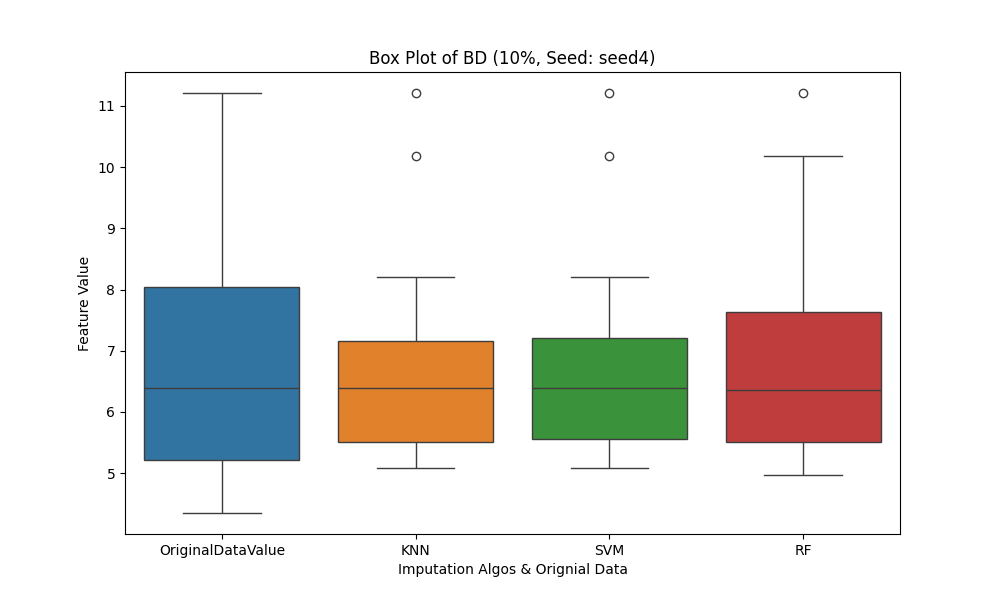 Box Plot of BD (10%, Seed: seed4)
Feature Value
11
10
9
8
7
6
5
OriginalDataValue
KNN
SVM
RF
Imputation Algos & Orignial Data